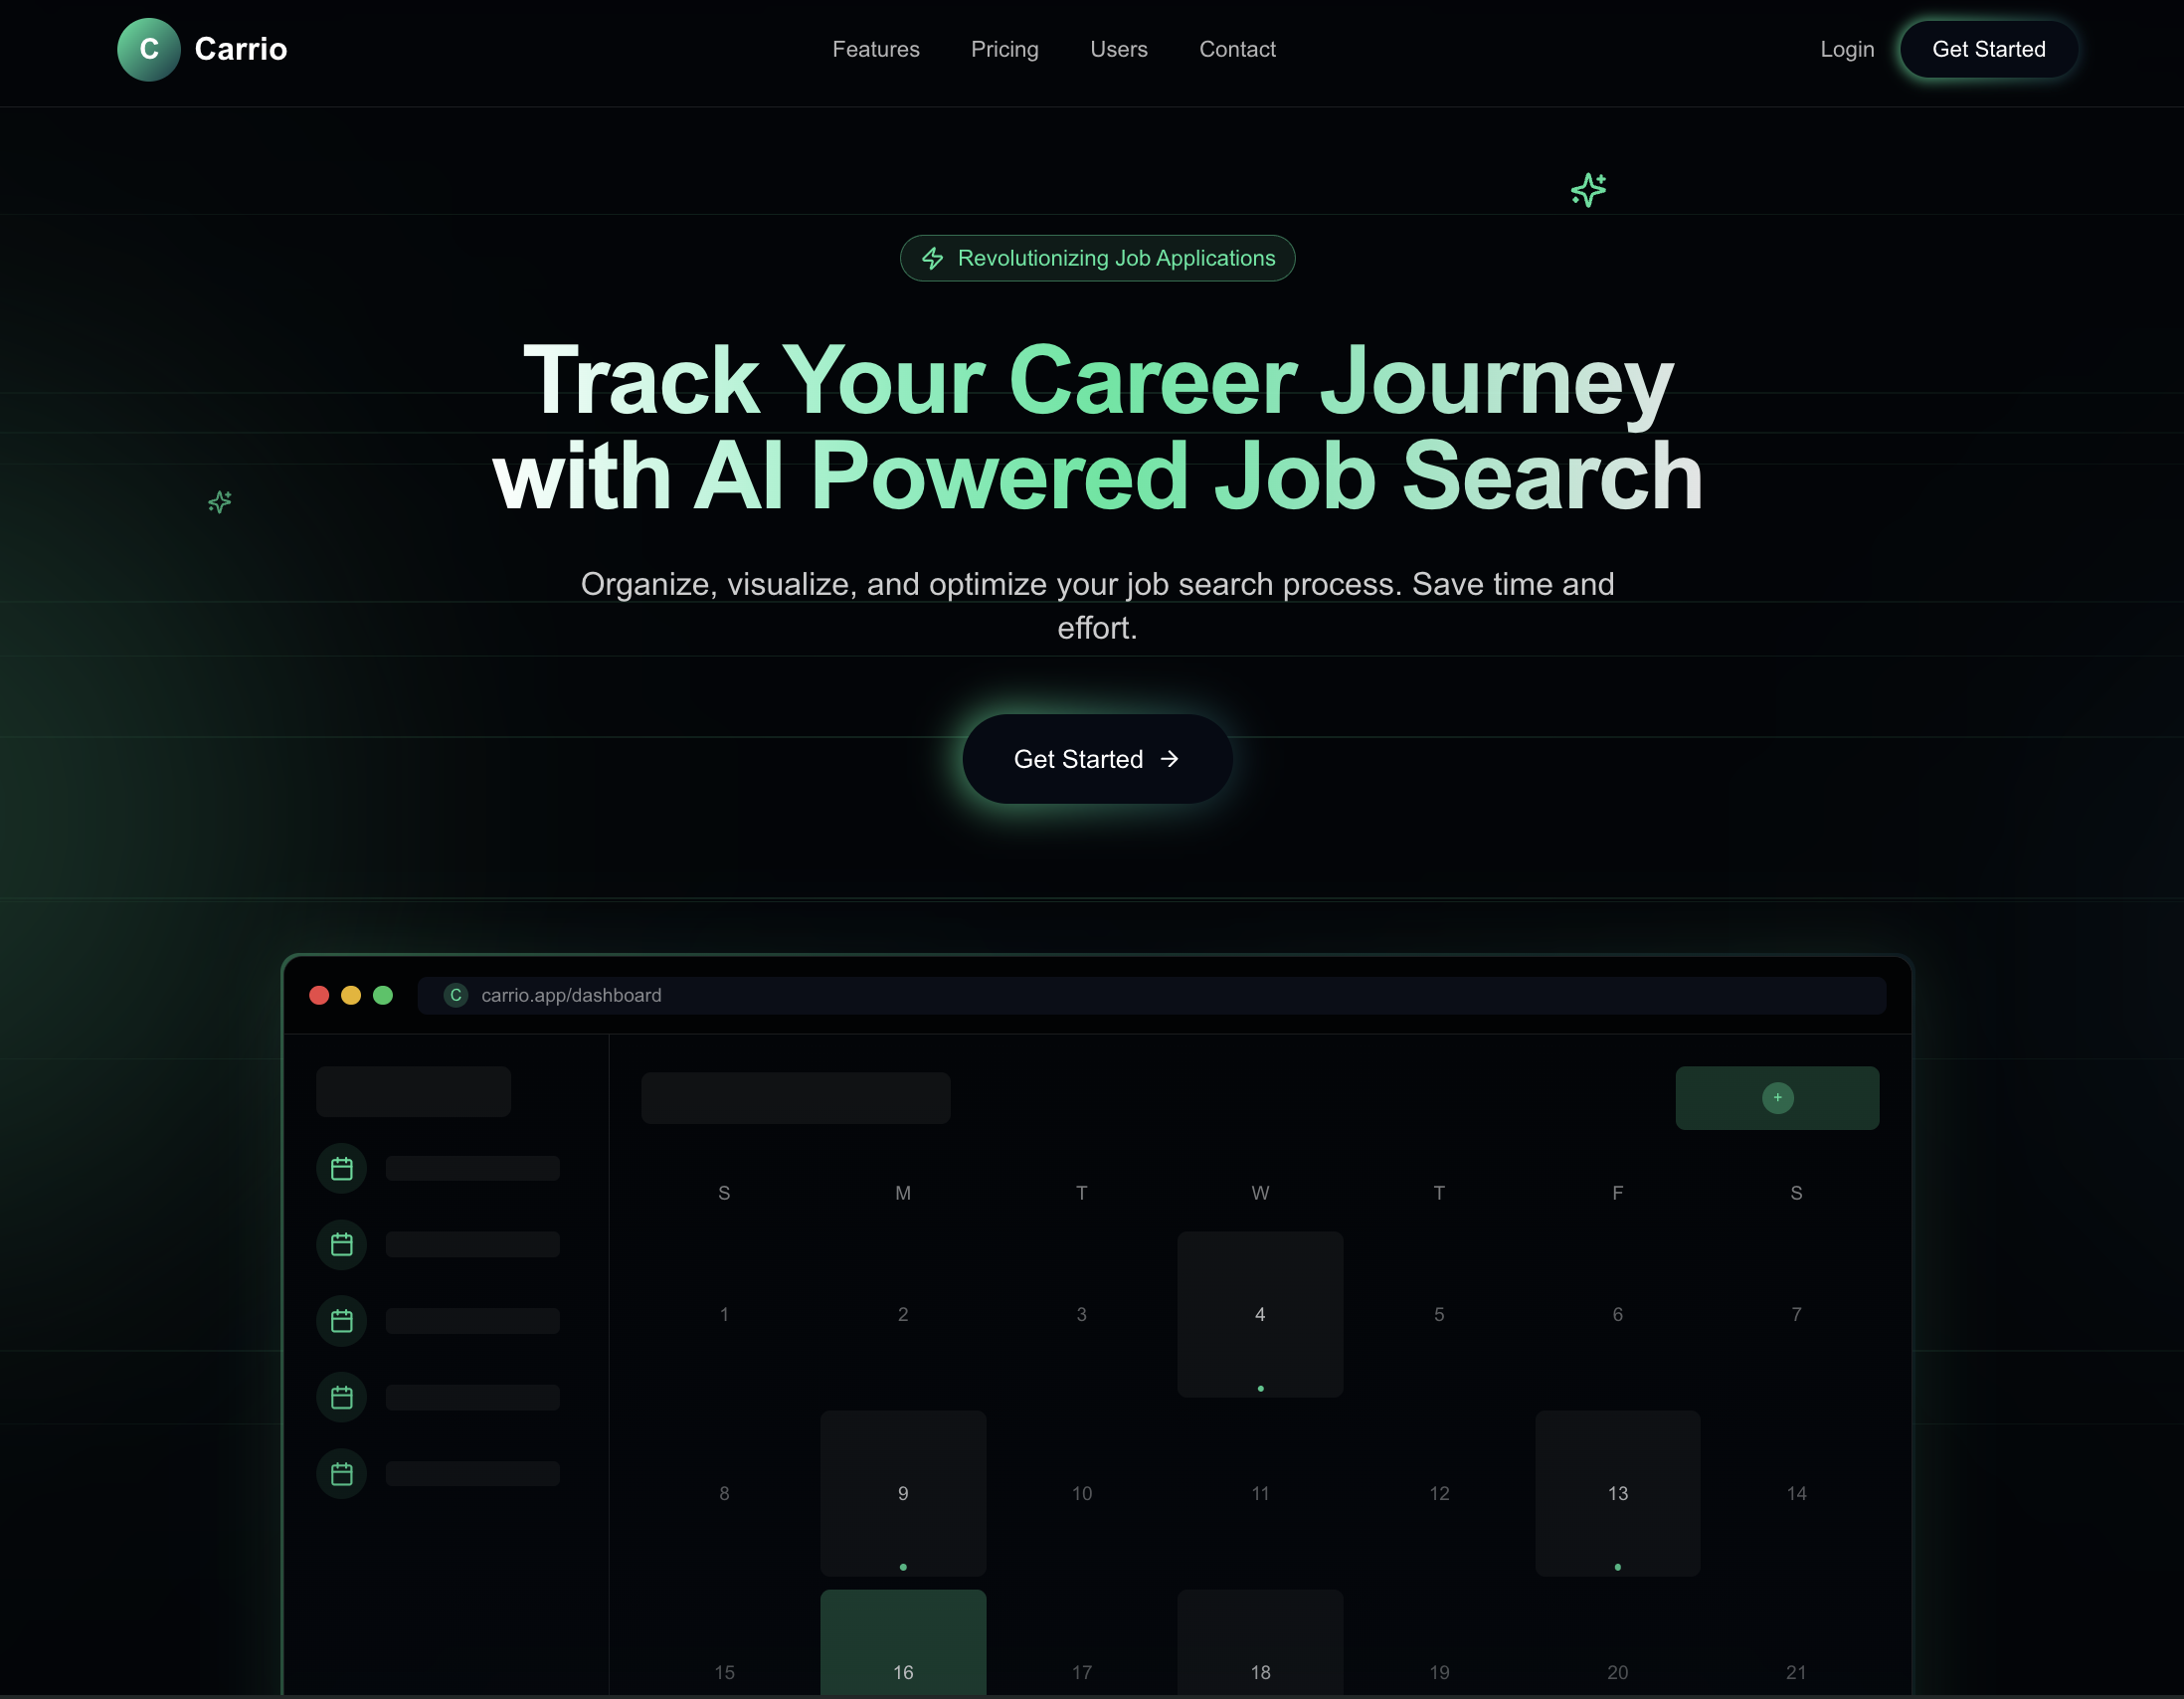 C Carrio Features Pricing Users Contact Login Get Started
Revolutionizing Job Applications
Track Your Career Journey
with AI Powered Job Search
Organize, visualize, and optimize your job search process. Save time and
effort.
Get Started →
C carrio.app/dashboard
+
S M T W T F S
1 2 3 4 5 6 7
8 9 10 11 12 13 14
15 16 17 18 19 20 21